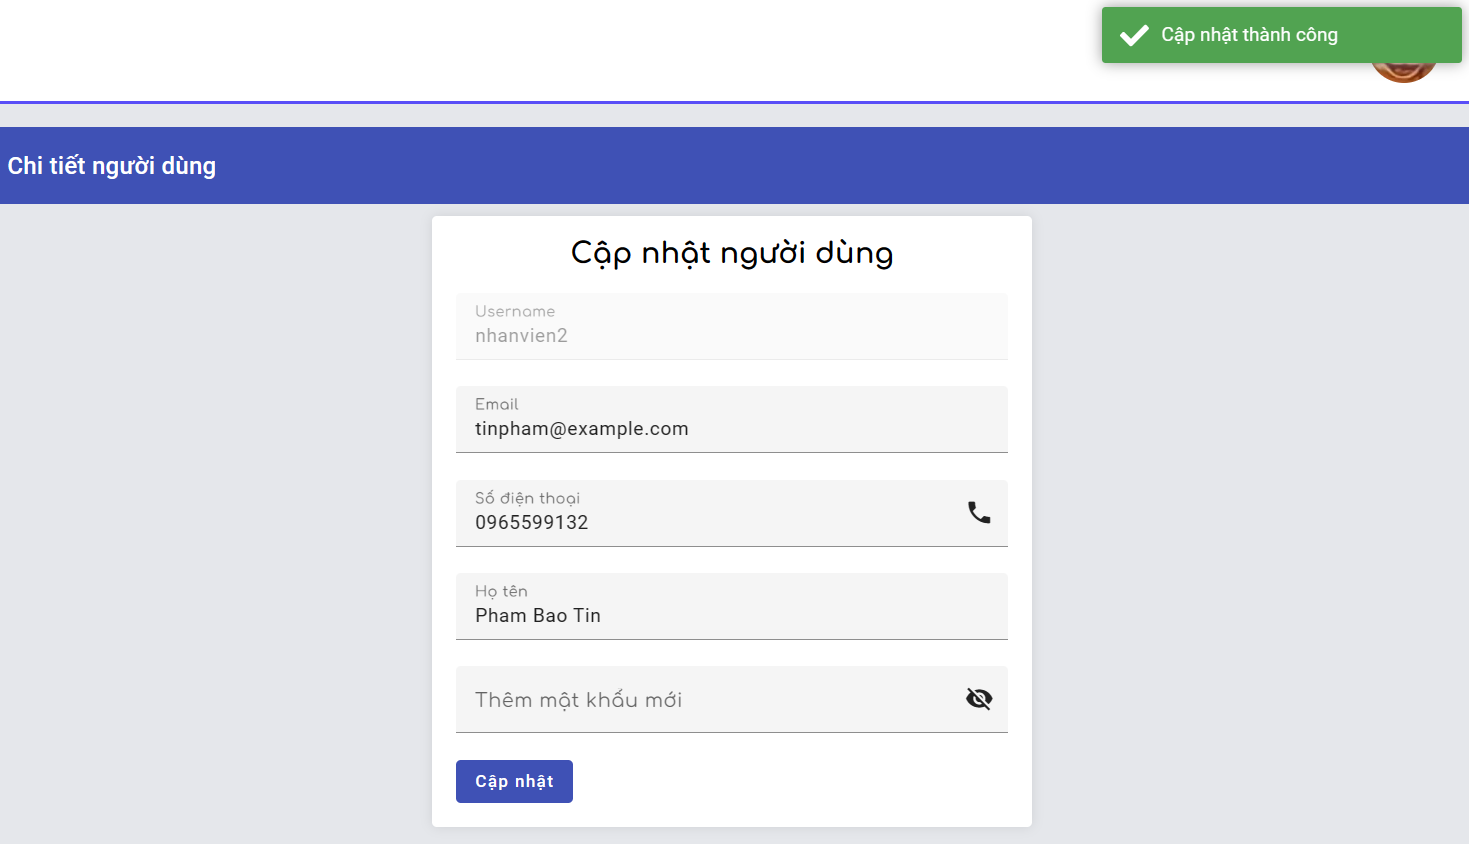 Cập nhật thành công
Chi tiết người dùng
Cập nhật người dùng
Username
nhanvien2
Email
tinpham@example.com
Số điện thoại
0965599132
Họ tên
Pham Bao Tin
Thêm mật khẩu mới
Cập nhật